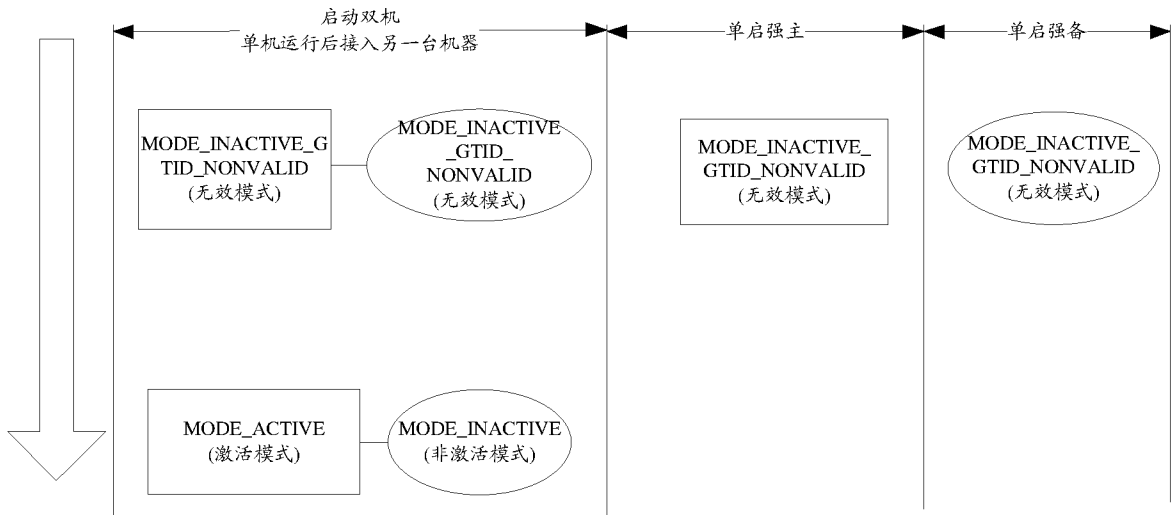 启动双机
单机运行后接入另一台机器
单启强主
单启强备
MODE_INACTIVE_G
TID_NONVALID
(无效模式)
MODE_INACTIVE
_GTID_
NONVALID
(无效模式)
MODE_INACTIVE_
GTID_NONVALID
(无效模式)
MODE_INACTIVE_
GTID_NONVALID
(无效模式)
MODE_ACTIVE
(激活模式)
MODE_INACTIVE
(非激活模式)